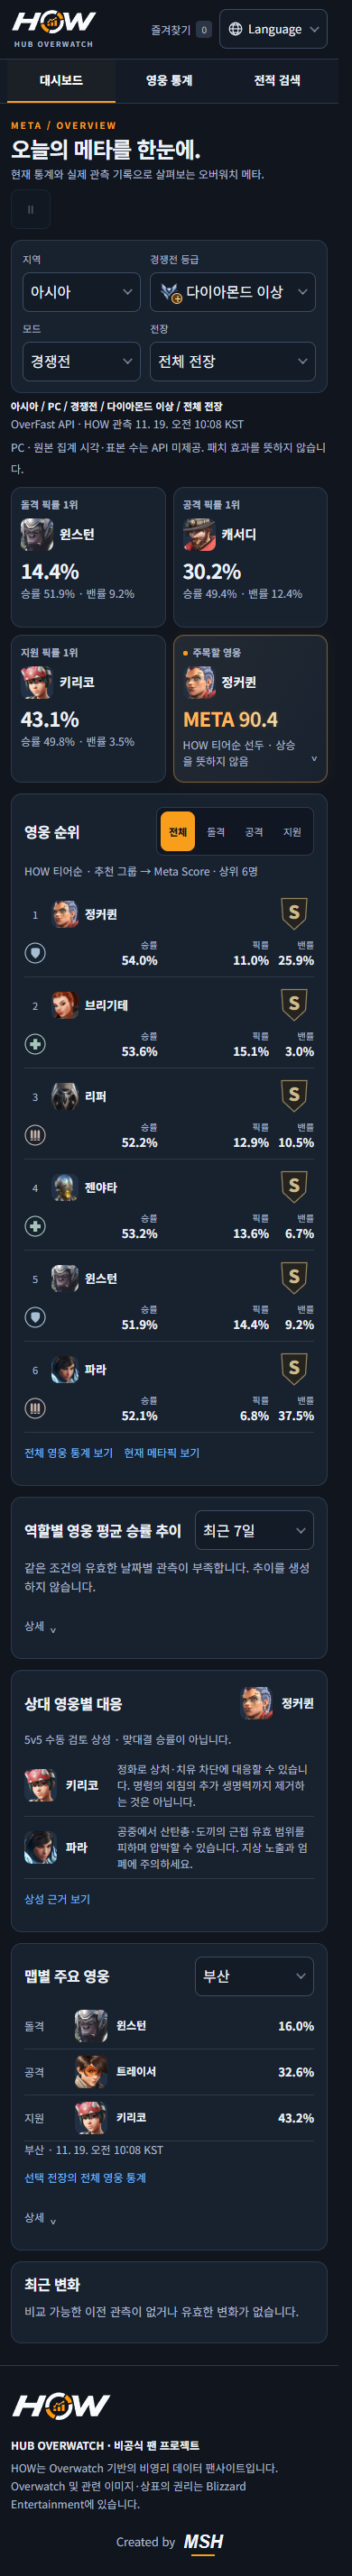 HOW
HUB OVERWATCH
즐겨찾기 0
Language
대시보드 영웅 통계 전적 검색
META / OVERVIEW
오늘의 메타를 한눈에.
현재 통계와 실제 관측 기록으로 살펴보는 오버워치 메타.
지역 경쟁전 등급
아시아 다이아몬드 이상
모드 전장
경쟁전 전체 전장
아시아 / PC / 경쟁전 / 다이아몬드 이상 / 전체 전장
OverFast API · HOW 관측 11. 19. 오전 10:08 KST
PC · 원본 집계 시각·표본 수는 API 미제공. 패치 효과를 뜻하지 않습니
다.
돌격 픽률 1위
윈스턴
14.4%
승률 51.9% · 밴률 9.2%
공격 픽률 1위
캐서디
30.2%
승률 49.4% · 밴률 12.4%
지원 픽률 1위
키리코
43.1%
승률 49.8% · 밴률 3.5%
주목할 영웅
정커퀸
META 90.4
HOW 티어순 선두 · 상승
을 뜻하지 않음
영웅 순위
전체 돌격 공격 지원
HOW 티어순 · 추천 그룹 → Meta Score · 상위 6명
1 정커퀸 S
승률 픽률 밴률
54.0% 11.0% 25.9%
2 브리기테 S
승률 픽률 밴률
53.6% 15.1% 3.0%
3 리퍼 S
승률 픽률 밴률
52.2% 12.9% 10.5%
4 젠야타 S
승률 픽률 밴률
53.2% 13.6% 6.7%
5 윈스턴 S
승률 픽률 밴률
51.9% 14.4% 9.2%
6 파라 S
승률 픽률 밴률
52.1% 6.8% 37.5%
전체 영웅 통계 보기 현재 메타픽 보기
역할별 영웅 평균 승률 추이 최근 7일
같은 조건의 유효한 날짜별 관측이 부족합니다. 추이를 생성
하지 않습니다.
상세
상대 영웅별 대응 정커퀸
5v5 수동 검토 상성 · 맞대결 승률이 아닙니다.
키리코
정화로 상처·치유 차단에 대응할 수 있습니
다. 명령의 외침의 추가 생명력까지 제거하
는 것은 아닙니다.
파라
공중에서 산탄총·도끼의 근접 유효 범위를
피하며 압박할 수 있습니다. 지상 노출과 엄
폐에 주의하세요.
상성 근거 보기
맵별 주요 영웅 부산
돌격 윈스턴 16.0%
공격 트레이서 32.6%
지원 키리코 43.2%
부산 · 11. 19. 오전 10:08 KST
선택 전장의 전체 영웅 통계
상세
최근 변화
비교 가능한 이전 관측이 없거나 유효한 변화가 없습니다.
HOW
HUB OVERWATCH · 비공식 팬 프로젝트
HOW는 Overwatch 기반의 비영리 데이터 팬사이트입니다.
Overwatch 및 관련 이미지·상표의 권리는 Blizzard
Entertainment에 있습니다.
Created by MSH